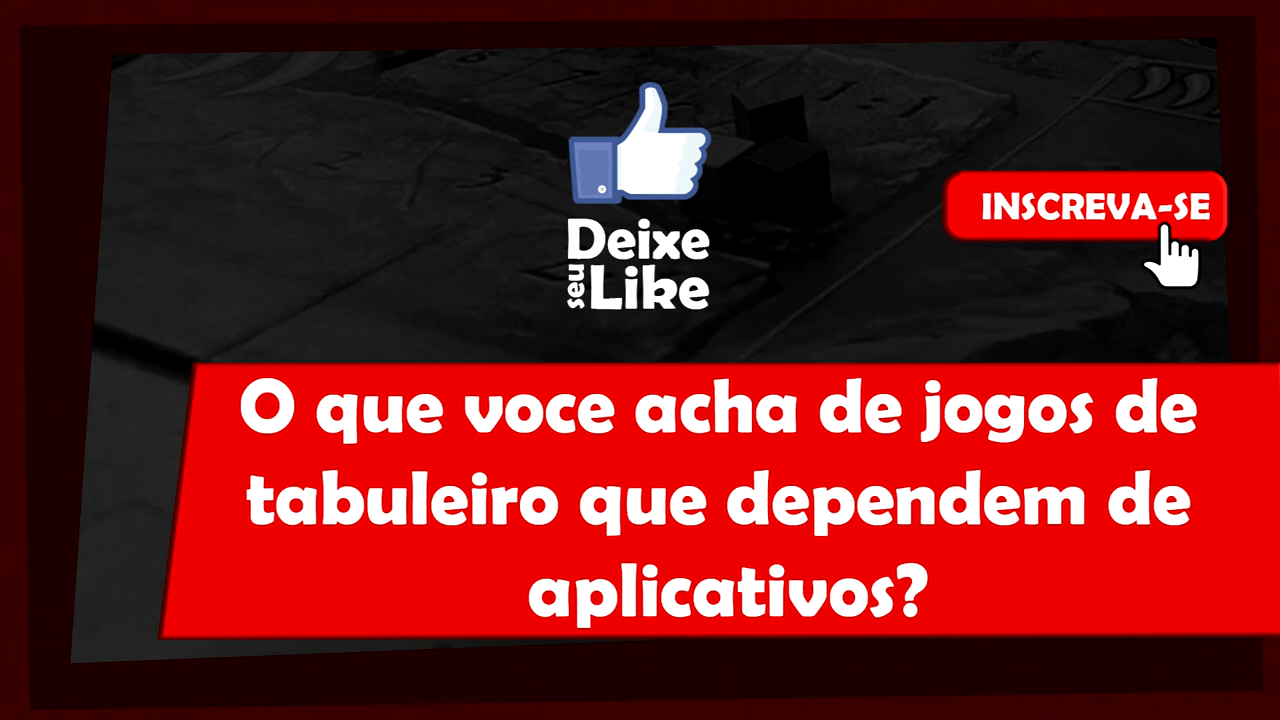 Deixe
seu Like
INSCREVA-SE
O que voce acha de jogos de
tabuleiro que dependem de
aplicativos?